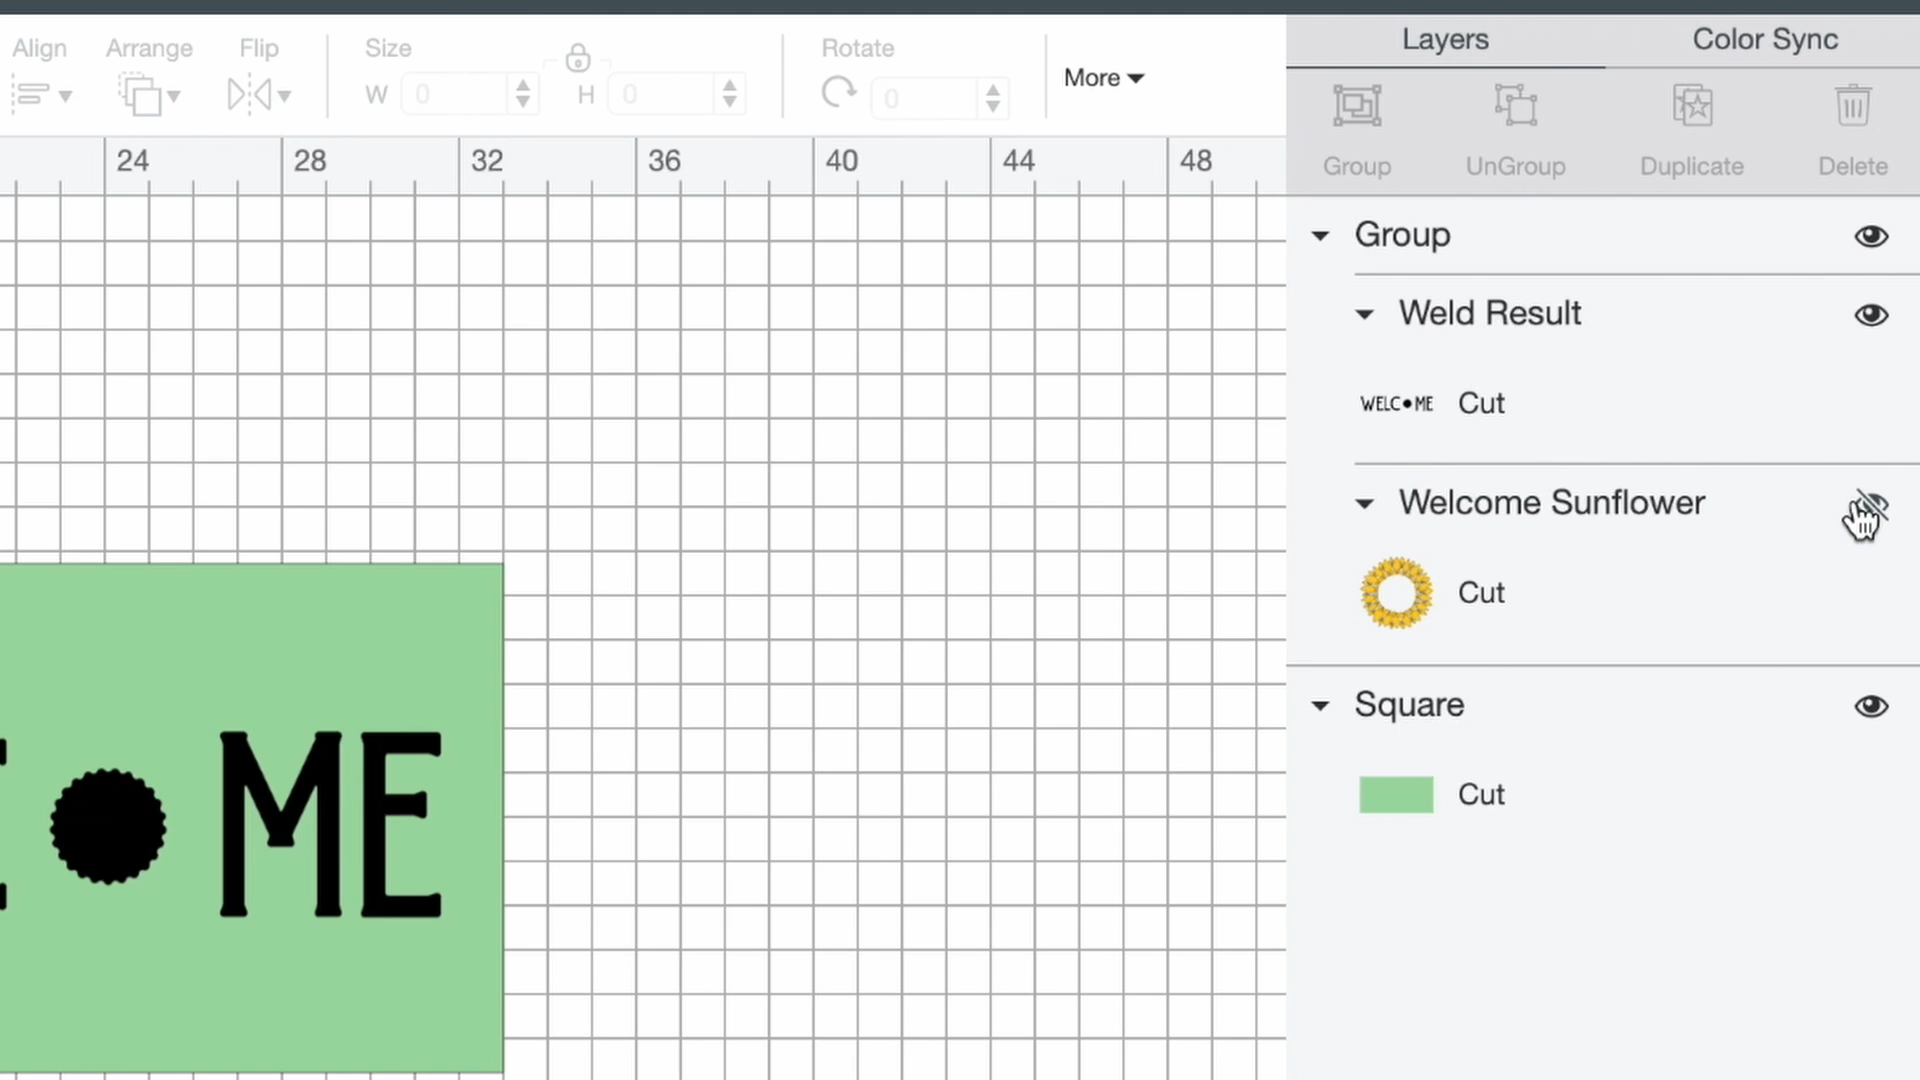 Align Arrange Flip Size Rotate
W 0 H 0 0 More
Layers Color Sync
Group UnGroup Duplicate Delete
24 28 32 36 40 44 48
Group
Weld Result
WELC●ME Cut
Welcome Sunflower
Cut
Square
Cut
ME